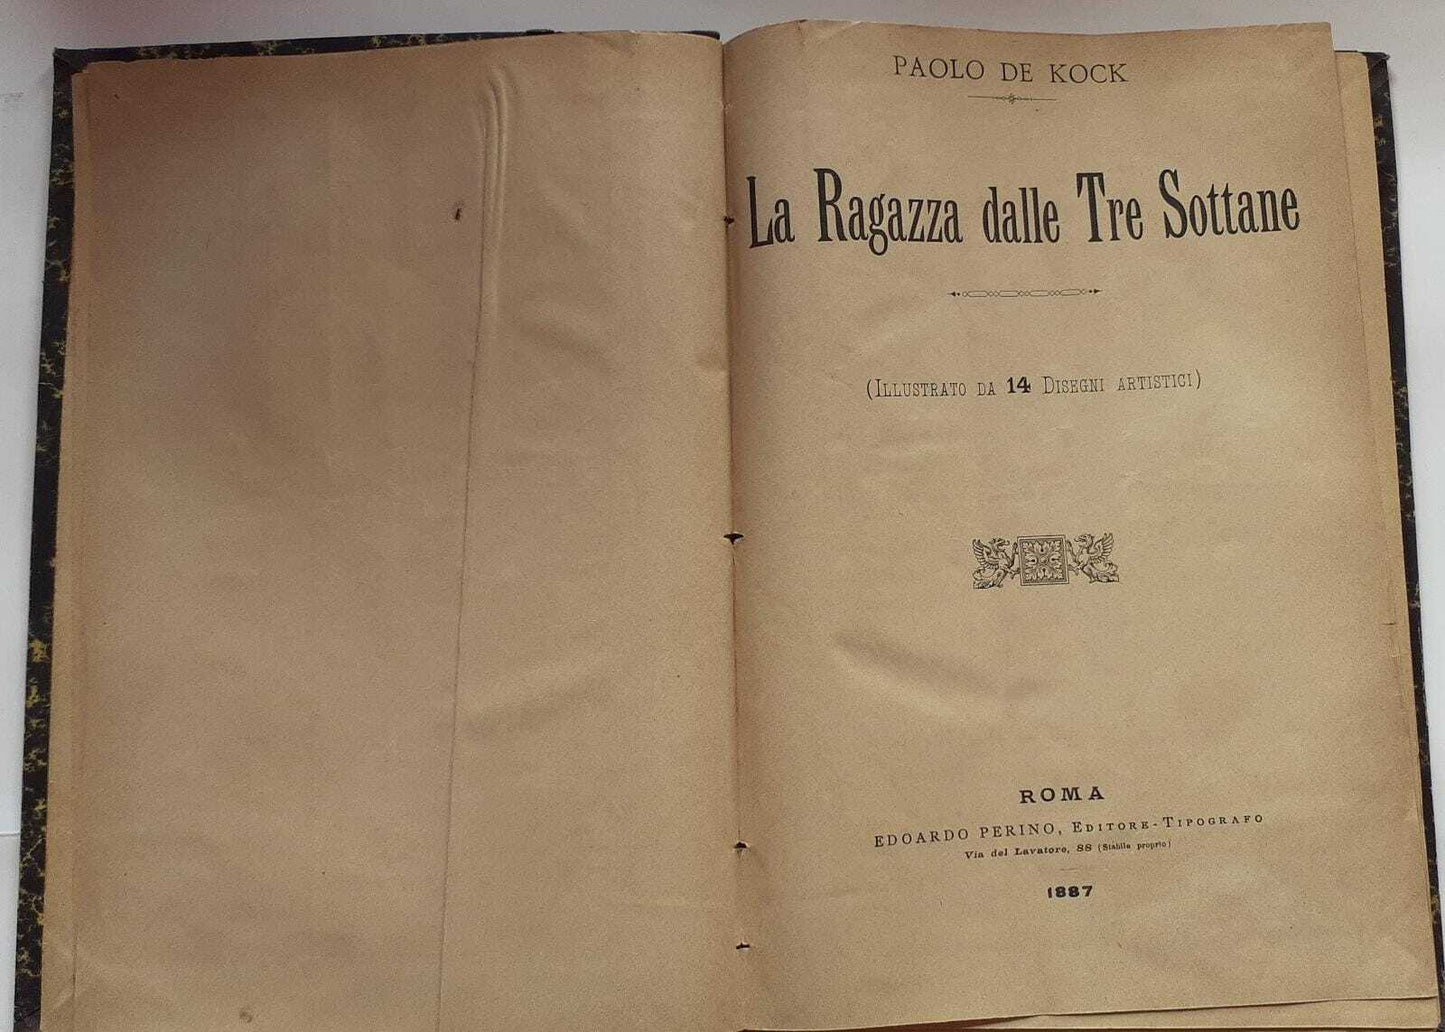 PAOLO DE KOCK
La Ragazza dalle Tre Sottane
(ILLUSTRATO DA 14 DISEGNI ARTISTICI)
ROMA
EDOARDO PERINO, EDITORE-TIPOGRAFO
Via del Lavatore, 88 (Stabile proprio)
1887